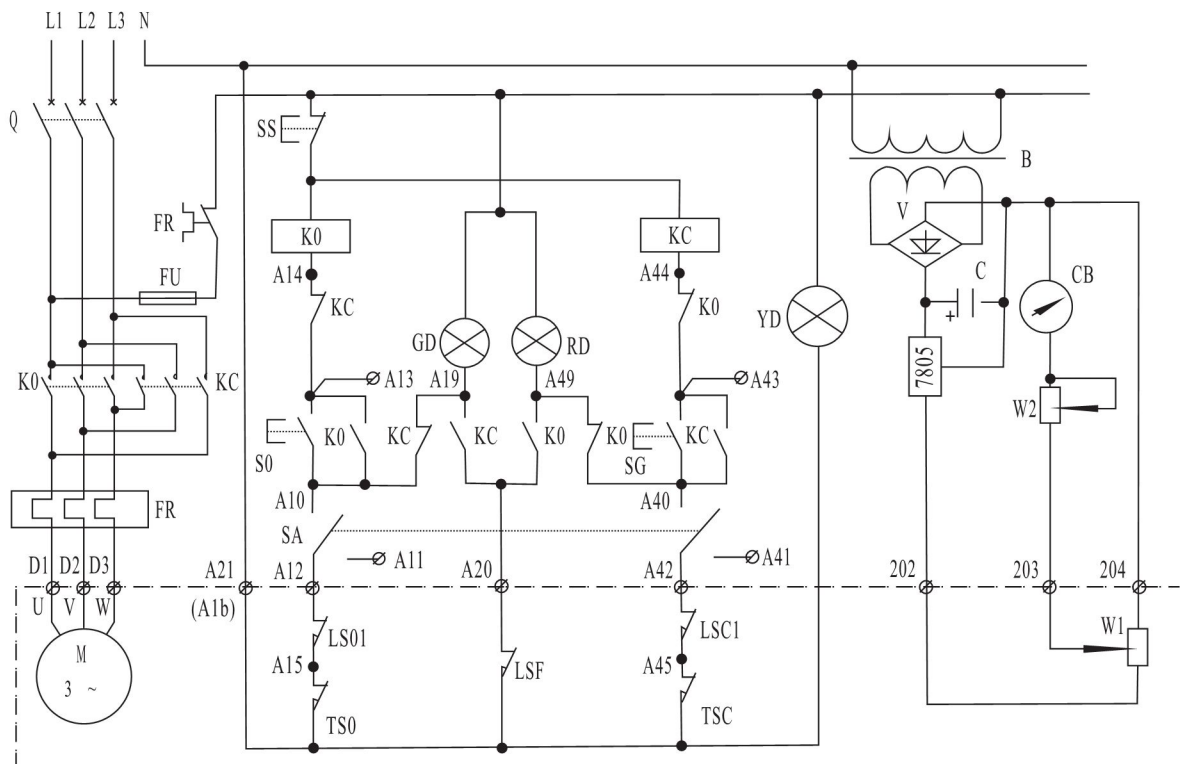 L1 L2 L3 N
Q
SS
B
FR
K0
KC
V
FU
A14
A44
C
CB
KC
K0
YD
+
GD
RD
7805
K0
KC
A13
A19
A49
A43
W2
S0
K0
KC
KC
K0
K0
SG
KC
A10
A40
FR
SA
A11
A41
D1 D2 D3
A21
A12
A20
A42
202
203
204
U V W
(A1b)
W1
M
3 ~
LS01
LSC1
A15
LSF
A45
TS0
TSC